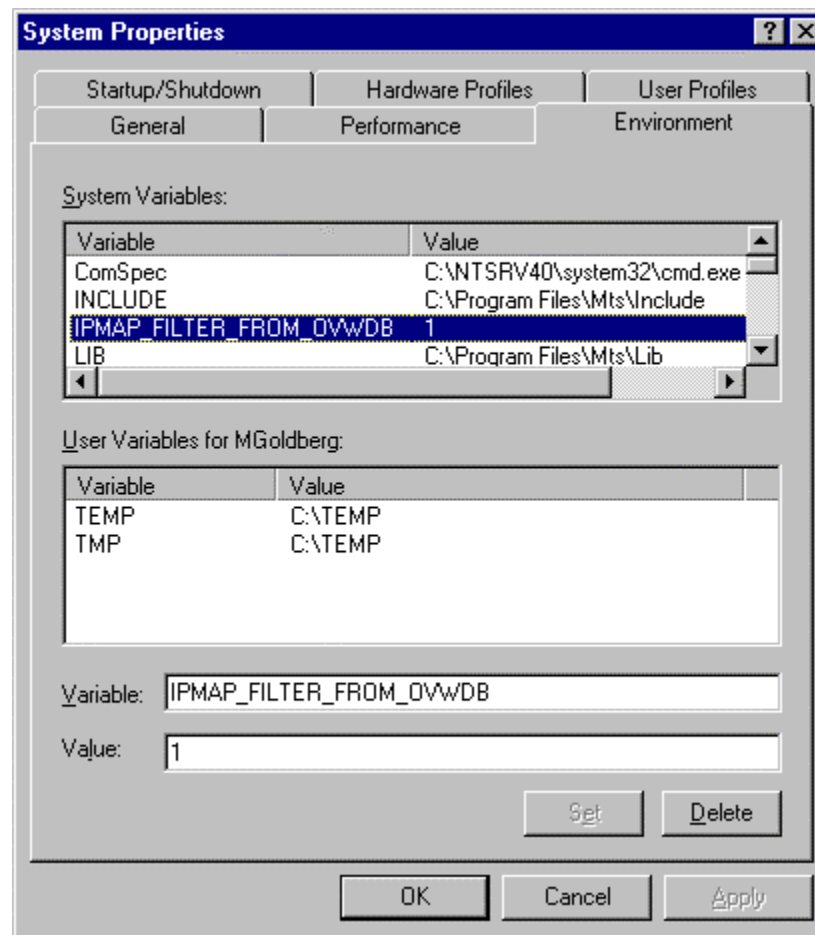 System Properties
Startup/Shutdown Hardware Profiles User Profiles
General Performance Environment
System Variables:
Variable Value
ComSpec C:\NTSRV40\system32\cmd.exe
INCLUDE C:\Program Files\Mts\Include
IPMAP_FILTER_FROM_OVWDB 1
LIB C:\Program Files\Mts\Lib
User Variables for MGoldberg:
Variable Value
TEMP C:\TEMP
TMP C:\TEMP
Variable: IPMAP_FILTER_FROM_OVWDB
Value: 1
Set Delete
OK Cancel Apply